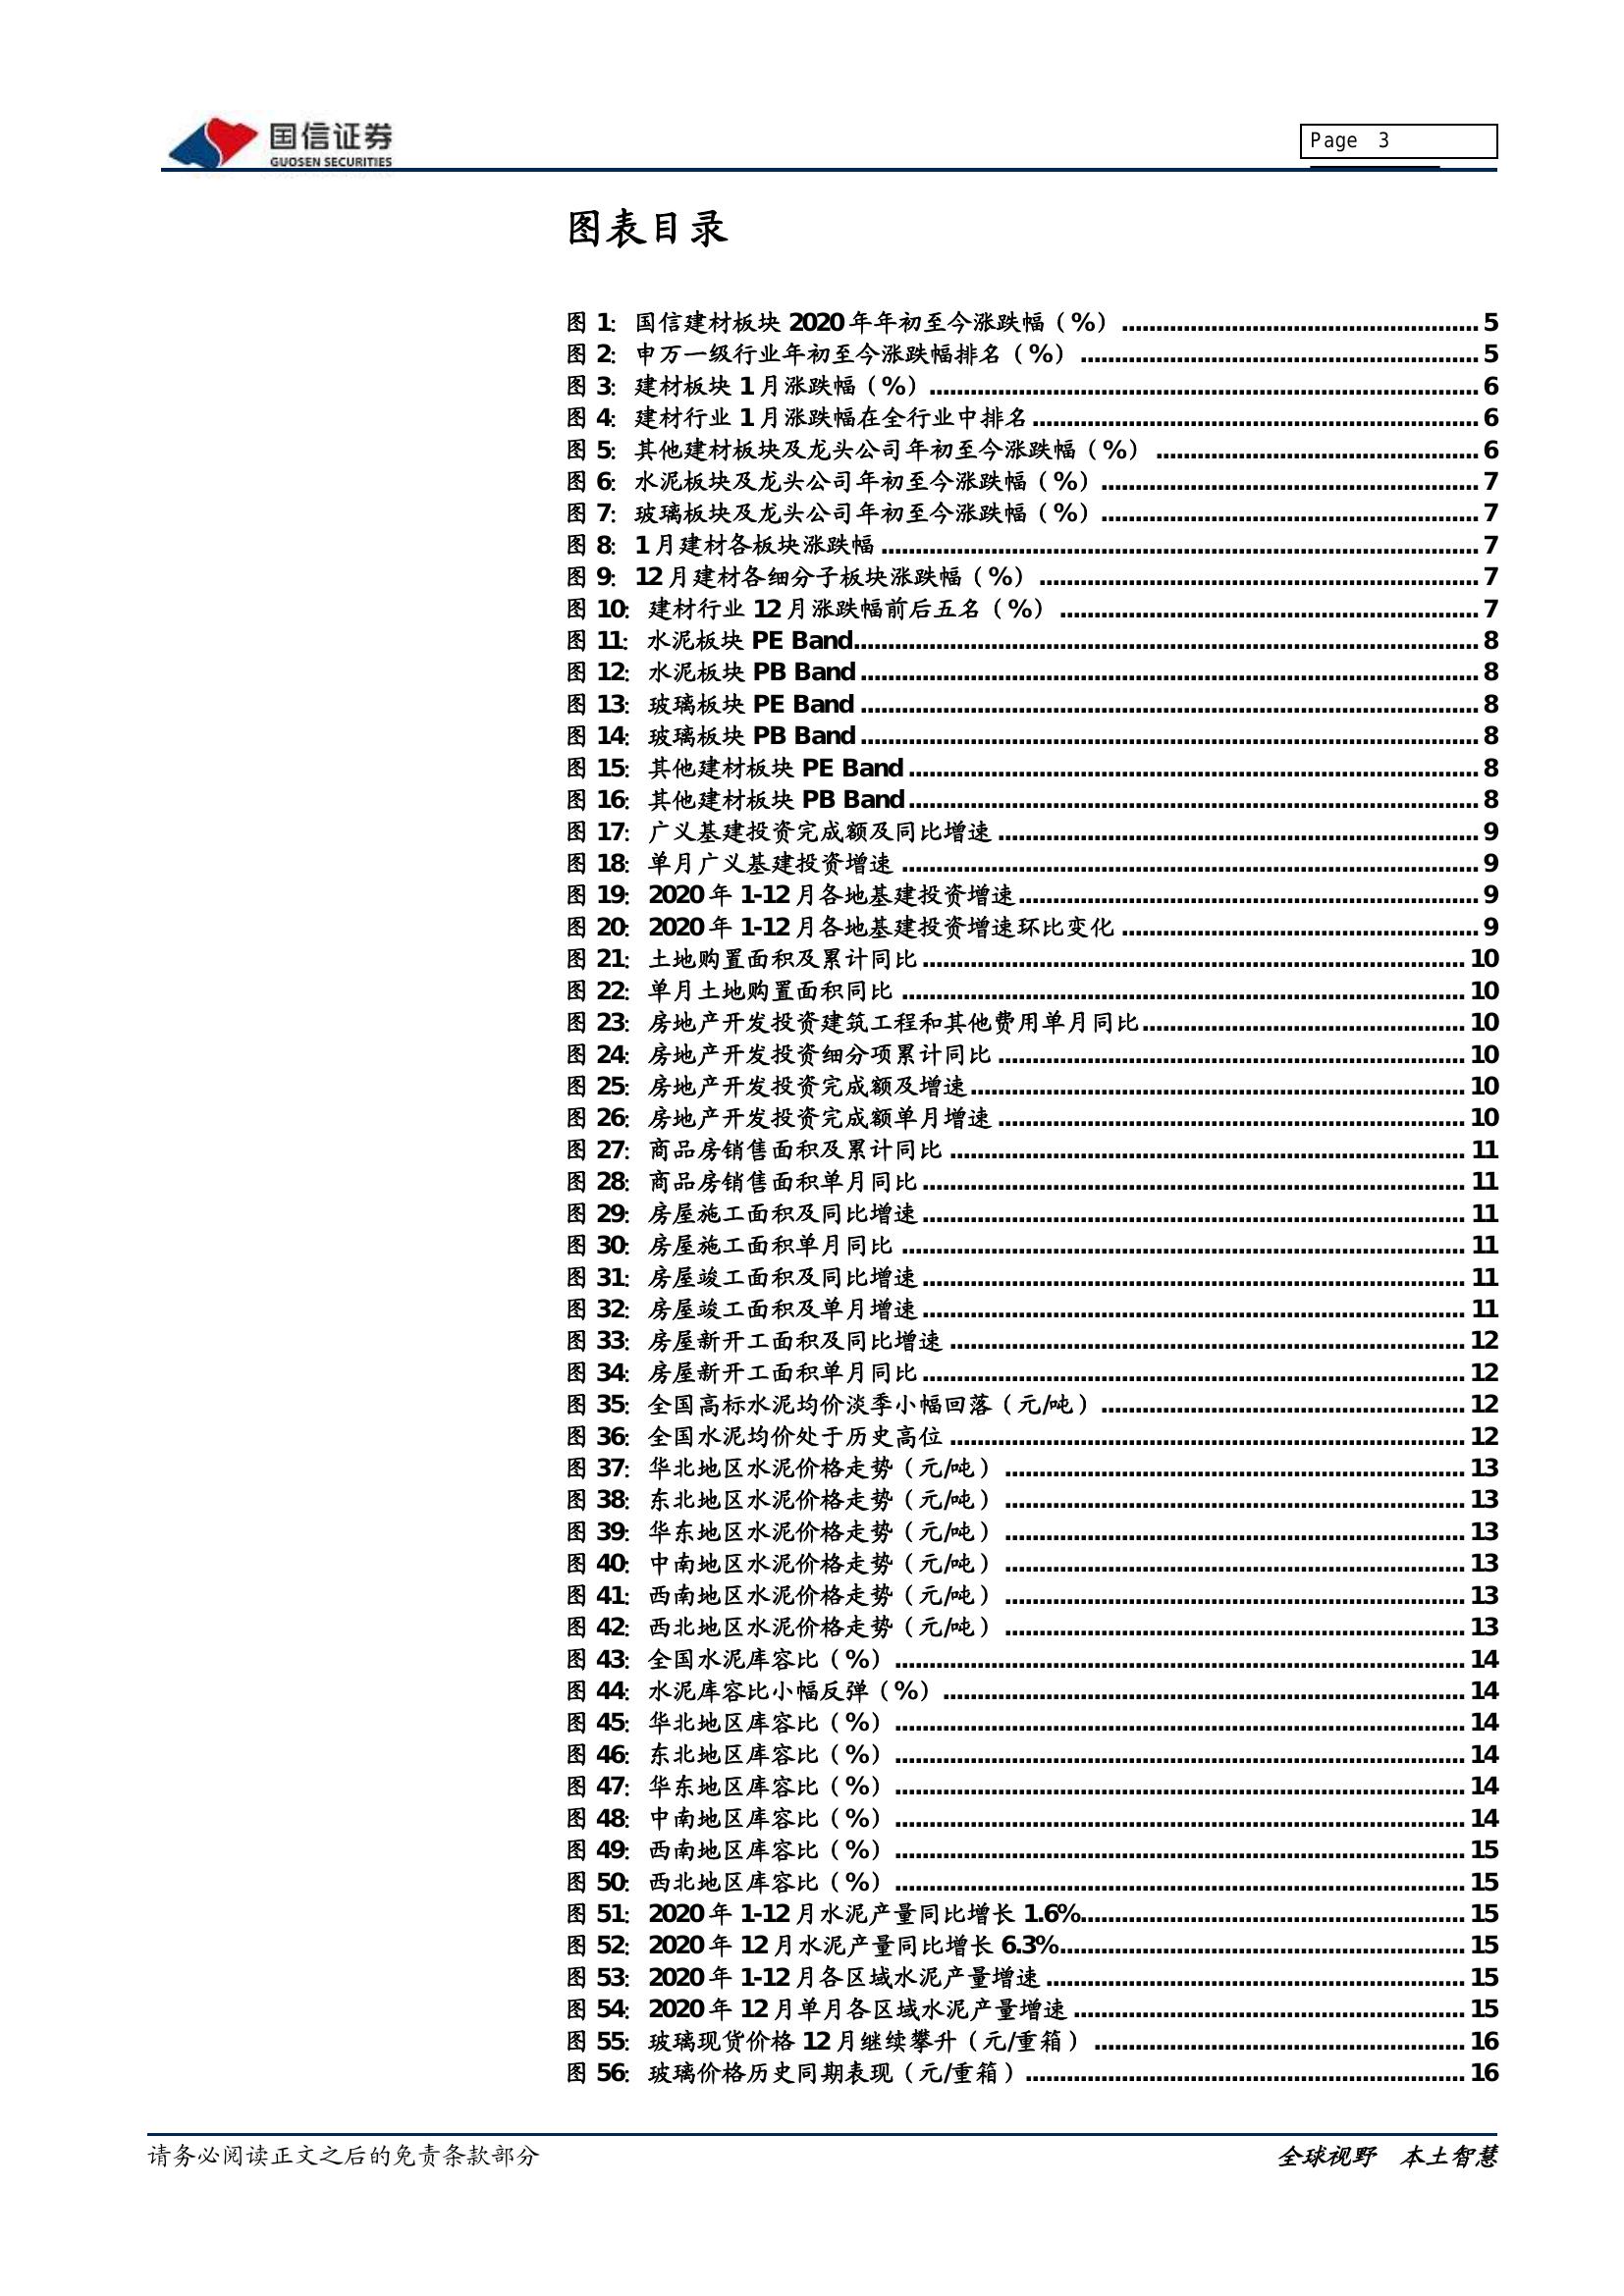 国信证券
GUOSEN SECURITIES
Page 3
图表目录
图 1: 国信建材板块 2020 年年初至今涨跌幅（%） ........ 5
图 2: 申万一级行业年初至今涨跌幅排名（%） ........ 5
图 3: 建材板块 1 月涨跌幅（%） ........ 6
图 4: 建材行业 1 月涨跌幅在全行业中排名 ........ 6
图 5: 其他建材板块及龙头公司年初至今涨跌幅（%） ........ 6
图 6: 水泥板块及龙头公司年初至今涨跌幅（%） ........ 7
图 7: 玻璃板块及龙头公司年初至今涨跌幅（%） ........ 7
图 8: 1 月建材各板块涨跌幅 ........ 7
图 9: 12 月建材各细分子板块涨跌幅（%） ........ 7
图 10: 建材行业 12 月涨跌幅前后五名（%） ........ 7
图 11: 水泥板块 PE Band ........ 8
图 12: 水泥板块 PB Band ........ 8
图 13: 玻璃板块 PE Band ........ 8
图 14: 玻璃板块 PB Band ........ 8
图 15: 其他建材板块 PE Band ........ 8
图 16: 其他建材板块 PB Band ........ 8
图 17: 广义基建投资完成额及同比增速 ........ 9
图 18: 单月广义基建投资增速 ........ 9
图 19: 2020 年 1-12 月各地基建投资增速 ........ 9
图 20: 2020 年 1-12 月各地基建投资增速环比变化 ........ 9
图 21: 土地购置面积及累计同比 ........ 10
图 22: 单月土地购置面积同比 ........ 10
图 23: 房地产开发投资建筑工程和其他费用单月同比 ........ 10
图 24: 房地产开发投资细分项累计同比 ........ 10
图 25: 房地产开发投资完成额及增速 ........ 10
图 26: 房地产开发投资完成额单月增速 ........ 10
图 27: 商品房销售面积及累计同比 ........ 11
图 28: 商品房销售面积单月同比 ........ 11
图 29: 房屋施工面积及同比增速 ........ 11
图 30: 房屋施工面积单月同比 ........ 11
图 31: 房屋竣工面积及同比增速 ........ 11
图 32: 房屋竣工面积及单月增速 ........ 11
图 33: 房屋新开工面积及同比增速 ........ 12
图 34: 房屋新开工面积单月同比 ........ 12
图 35: 全国高标水泥均价淡季小幅回落（元/吨） ........ 12
图 36: 全国水泥均价处于历史高位 ........ 12
图 37: 华北地区水泥价格走势（元/吨） ........ 13
图 38: 东北地区水泥价格走势（元/吨） ........ 13
图 39: 华东地区水泥价格走势（元/吨） ........ 13
图 40: 中南地区水泥价格走势（元/吨） ........ 13
图 41: 西南地区水泥价格走势（元/吨） ........ 13
图 42: 西北地区水泥价格走势（元/吨） ........ 13
图 43: 全国水泥库容比（%） ........ 14
图 44: 水泥库容比小幅反弹（%） ........ 14
图 45: 华北地区库容比（%） ........ 14
图 46: 东北地区库容比（%） ........ 14
图 47: 华东地区库容比（%） ........ 14
图 48: 中南地区库容比（%） ........ 14
图 49: 西南地区库容比（%） ........ 15
图 50: 西北地区库容比（%） ........ 15
图 51: 2020 年 1-12 月水泥产量同比增长 1.6% ........ 15
图 52: 2020 年 12 月水泥产量同比增长 6.3% ........ 15
图 53: 2020 年 1-12 月各区域水泥产量增速 ........ 15
图 54: 2020 年 12 月单月各区域水泥产量增速 ........ 15
图 55: 玻璃现货价格 12 月继续攀升（元/重箱） ........ 16
图 56: 玻璃价格历史同期表现（元/重箱） ........ 16
请务必阅读正文之后的免责条款部分
全球视野 本土智慧